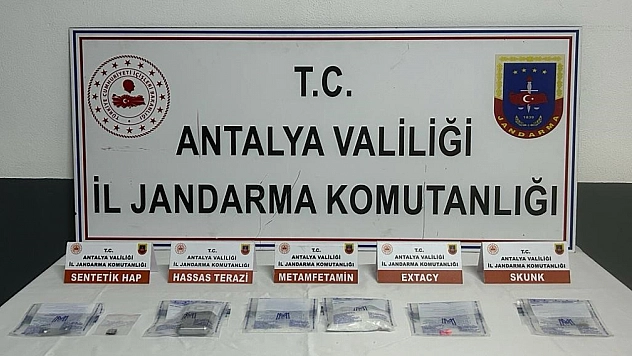 T.C.
ANTALYA VALİLİĞİ
İL JANDARMA KOMUTANLIĞI
JANDARMA
T.C.
ANTALYA VALİLİĞİ
İL JANDARMA KOMUTANLIĞI
SENTETİK HAP
T.C.
ANTALYA VALİLİĞİ
İL JANDARMA KOMUTANLIĞI
HASSAS TERAZİ
T.C.
ANTALYA VALİLİĞİ
İL JANDARMA KOMUTANLIĞI
METAMFETAMİN
T.C.
ANTALYA VALİLİĞİ
İL JANDARMA KOMUTANLIĞI
EXTACY
T.C.
ANTALYA VALİLİĞİ
İL JANDARMA KOMUTANLIĞI
SKUNK